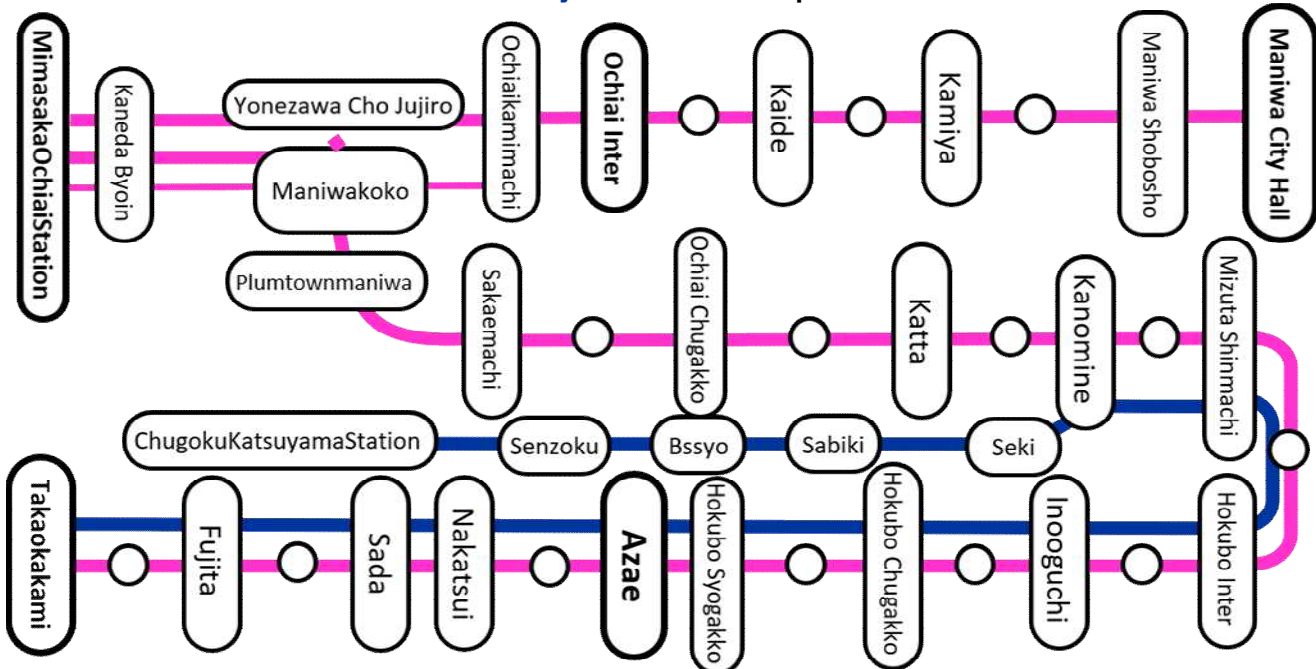 MimasakaOchiaiStation
Kaneda Byoin
Yonezawa Cho Jujiro
Maniwakoko
Plumtownmaniwa
Ochiaikamimachi
Ochiai Inter
Kaide
Kamiya
Maniwa Shobosho
Maniwa City Hall
Sakaemachi
Ochiai Chugakko
Katta
Kanomine
Mizuta Shinmachi
ChugokuKatsuyamaStation
Senzoku
Bssyo
Sabiki
Seki
Takaokakami
Fujita
Sada
Nakatsui
Azae
Hokubo Syogakko
Hokubo Chugakko
Inooguchi
Hokubo Inter